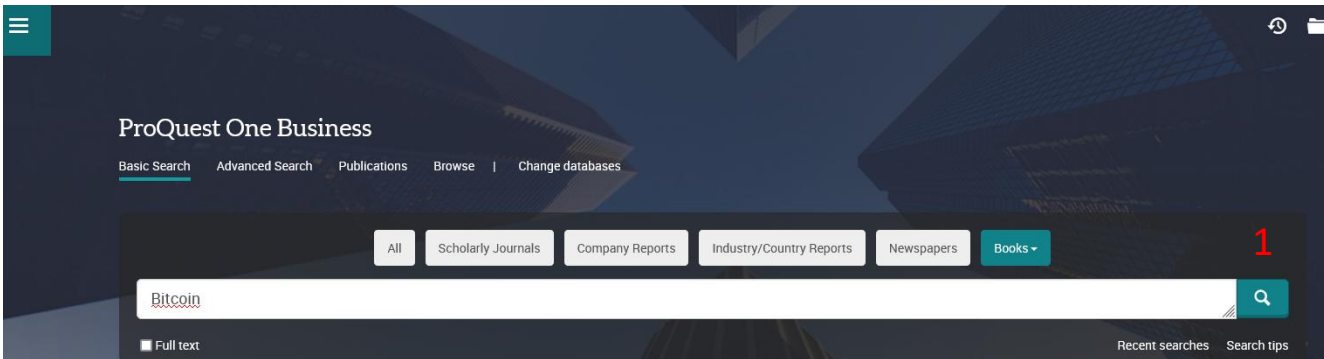 ProQuest One Business
Basic Search Advanced Search Publications Browse | Change databases
All Scholarly Journals Company Reports Industry/Country Reports Newspapers Books
1
Bitcoin
Full text Recent searches Search tips